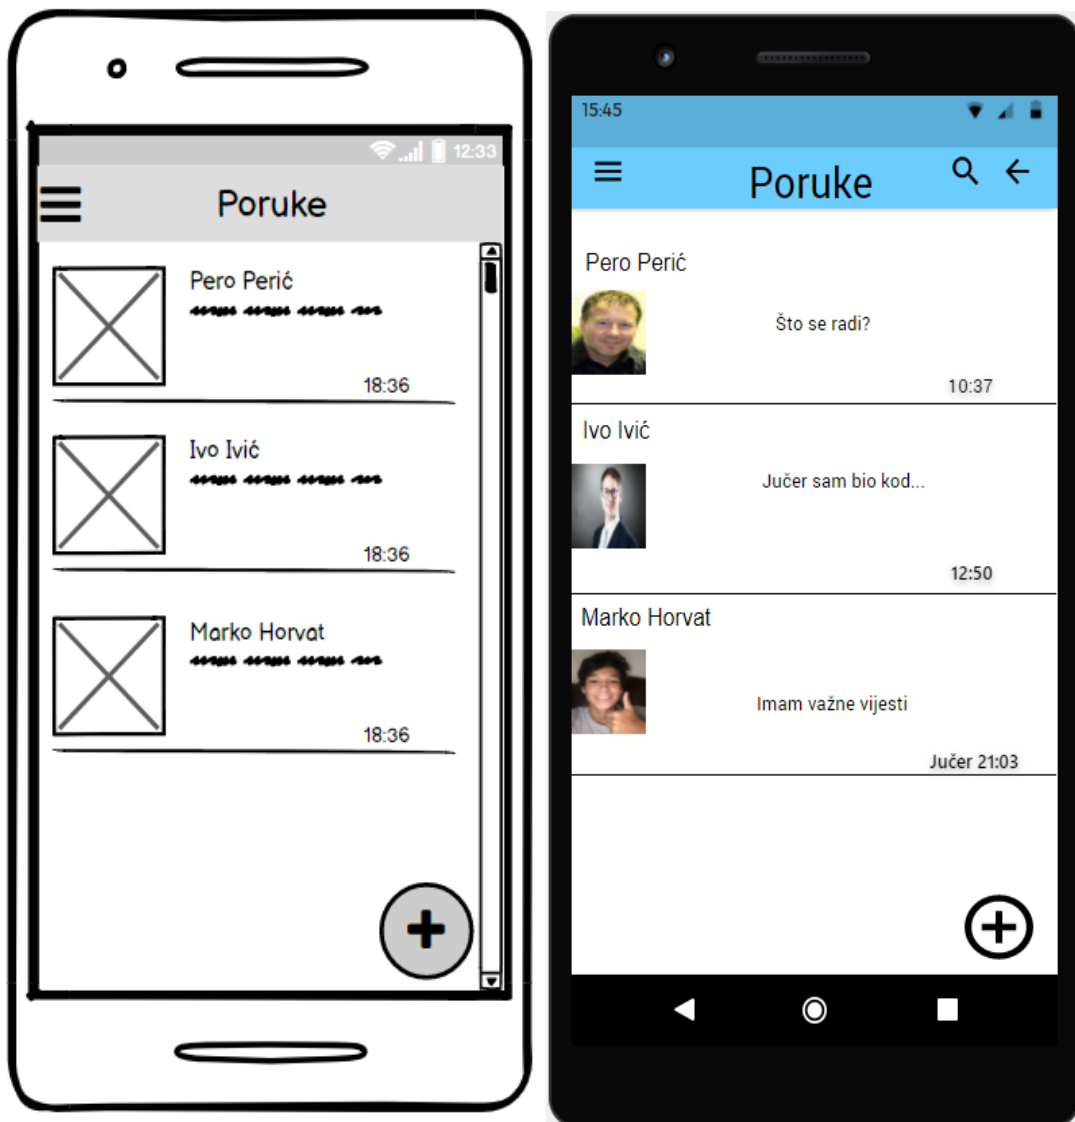 12:33
Poruke
Pero Perić
18:36
Ivo Ivić
18:36
Marko Horvat
18:36
15:45
Poruke
Pero Perić
Što se radi?
10:37
Ivo Ivić
Jučer sam bio kod...
12:50
Marko Horvat
Imam važne vijesti
Jučer 21:03